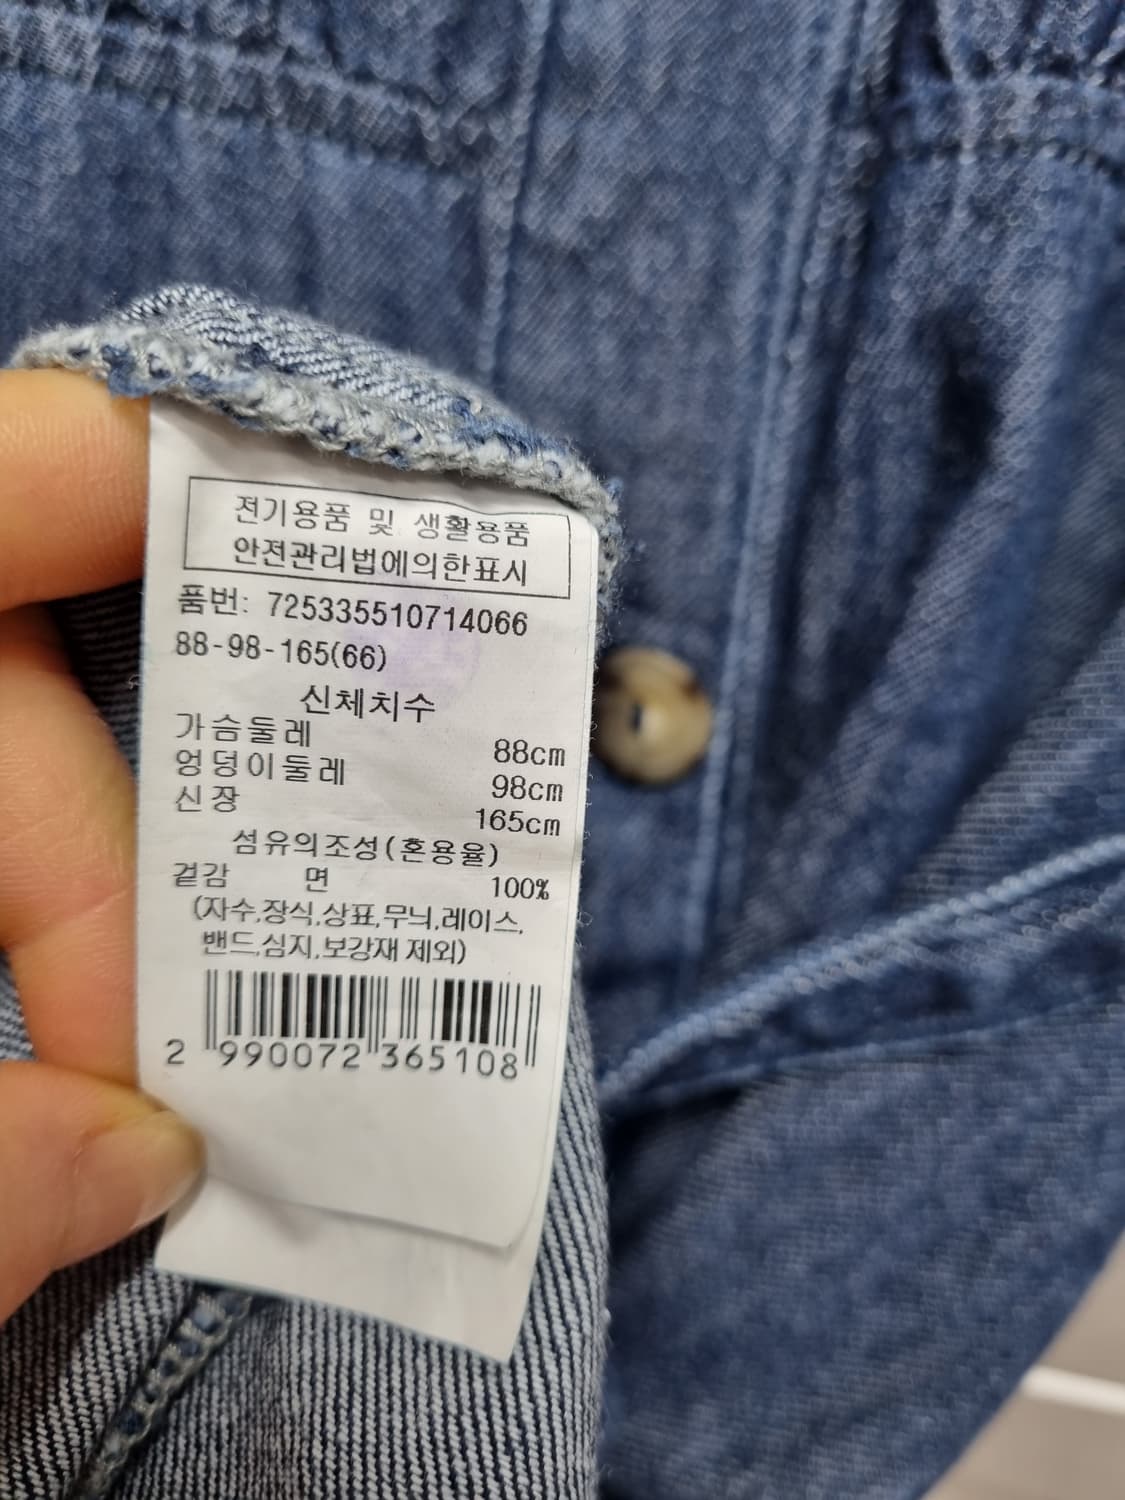 전기용품 및 생활용품
안전관리법에의한표시
품번: 725335510714066
88-98-165(66)
신체치수
가슴둘레 88cm
엉덩이둘레 98cm
신장 165cm
섬유의조성(혼용율)
겉감 면 100%
(자수,장식,상표,무늬,레이스,
밴드,심지,보강재 제외)
2 990072 365108